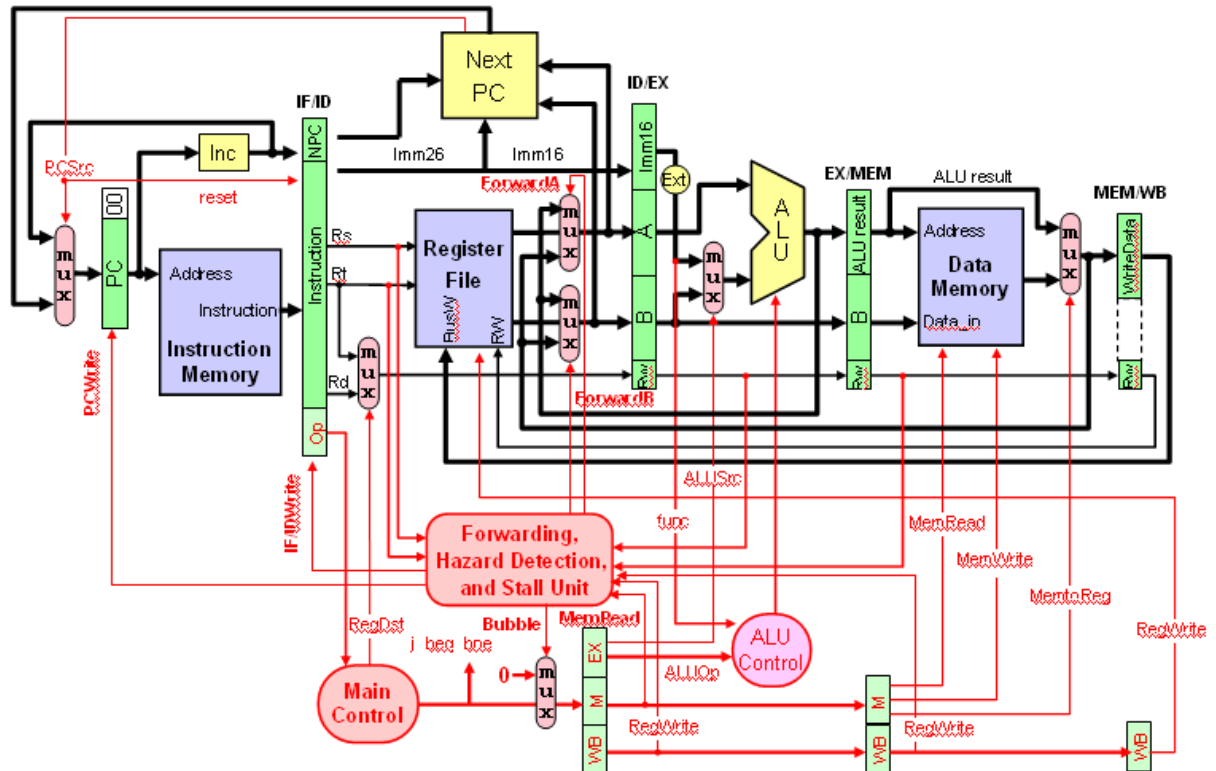 Next
PC
IF/ID
ID/EX
NPC
Inc
Imm26
Imm16
Imm16
PCSrc
reset
ForwardA
Ext
EX/MEM
ALU result
MEM/WB
00
mux
PC
Address
Instruction
Instruction
Memory
Instruction
Rs
Rt
Rd
Op
mux
Register
File
BusW
RW
mux
mux
A
B
Rw
mux
ALU
ALU result
B
Rw
Address
Data
Memory
Data_in
mux
WriteData
Rw
PCWrite
ForwardB
IF/IDWrite
ALUSrc
func
MemRead
MemWrite
MemtoReg
RegWrite
Forwarding,
Hazard Detection,
and Stall Unit
RegDst
Bubble
MemRead
j beq bne
0
mux
EX
M
WB
ALUOp
ALU
Control
Main
Control
RegWrite
M
WB
RegWrite
WB